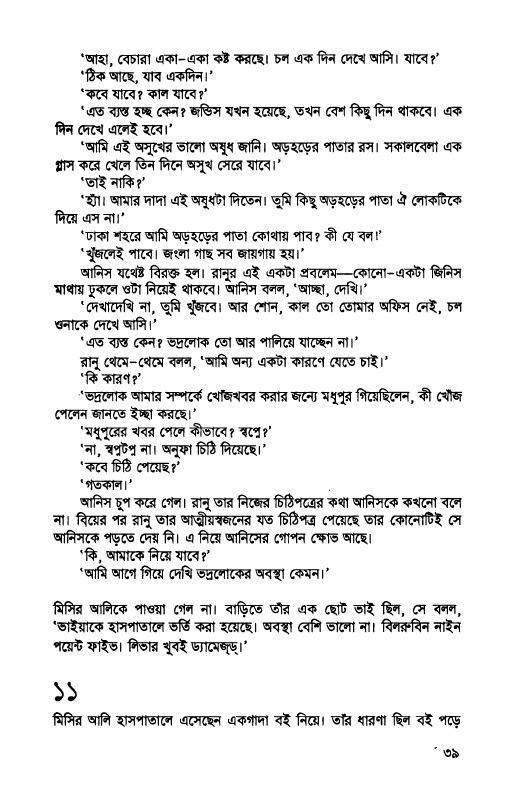 ‘আহা, বেচারা একা–একা কষ্ট করছে। চল এক দিন দেখে আসি। যাবে?’
‘ঠিক আছে, যাব একদিন।’
‘কবে যাবে? কাল যাবে?’
‘এত ব্যস্ত হচ্ছ কেন? জন্ডিস যখন হয়েছে, তখন বেশ কিছু দিন থাকবে। এক
দিন দেখে এলেই হবে।’
‘আমি এই অসুখের ভালো অষুধ জানি। অড়হড়ের পাতার রস। সকালবেলা এক
গ্লাস করে খেলে তিন দিনে অসুখ সেরে যাবে।’
‘তাই নাকি?’
‘হ্যাঁ। আমার দাদা এই অষুধটা দিতেন। তুমি কিছু অড়হড়ের পাতা ঐ লোকটিকে
দিয়ে এস না।’
‘ঢাকা শহরে আমি অড়হড়ের পাতা কোথায় পাব? কী যে বল!’
‘খুঁজলেই পাবে। জংলা গাছ সব জায়গায় হয়।’
আনিস যথেষ্ট বিরক্ত হল। রানুর এই একটা প্রবলেম—কোনো–একটা জিনিস
মাথায় ঢুকলে ওটা নিয়েই থাকবে। আনিস বলল, ‘আচ্ছা, দেখি।’
‘দেখাদেখি না, তুমি খুঁজবে। আর শোন, কাল তো তোমার অফিস নেই, চল
ওনাকে দেখে আসি।’
‘এত ব্যস্ত কেন? ভদ্রলোক তো আর পালিয়ে যাচ্ছেন না।’
রানু থেমে–থেমে বলল, ‘আমি অন্য একটা কারণে যেতে চাই।’
‘কি কারণ?’
‘ভদ্রলোক আমার সম্পর্কে খোঁজখবর করার জন্যে মধুপুর গিয়েছিলেন, কী খোঁজ
পেলেন জানতে ইচ্ছা করছে।’
‘মধুপুরের খবর পেলে কীভাবে? স্বপ্নে?’
‘না, স্বপ্নটপ্ন না। অনুফা চিঠি দিয়েছে।’
‘কবে চিঠি পেয়েছ?’
‘গতকাল।’
আনিস চুপ করে গেল। রানু তার নিজের চিঠিপত্রের কথা আনিসকে কখনো বলে
না। বিয়ের পর রানু তার আত্মীয়স্বজনের যত চিঠিপত্র পেয়েছে তার কোনোটিই সে
আনিসকে পড়তে দেয় নি। এ নিয়ে আনিসের গোপন ক্ষোভ আছে।
‘কি, আমাকে নিয়ে যাবে?’
‘আমি আগে গিয়ে দেখি ভদ্রলোকের অবস্থা কেমন।’
মিসির আলিকে পাওয়া গেল না। বাড়িতে তাঁর এক ছোট ভাই ছিল, সে বলল,
‘ভাইয়াকে হাসপাতালে ভর্তি করা হয়েছে। অবস্থা বেশি ভালো না। বিলরুবিন নাইন
পয়েন্ট ফাইভ। লিভার খুবই ড্যামেজ্‌ড্।’
১১
মিসির আলি হাসপাতালে এসেছেন একগাদা বই নিয়ে। তাঁর ধারণা ছিল বই পড়ে
৩৯